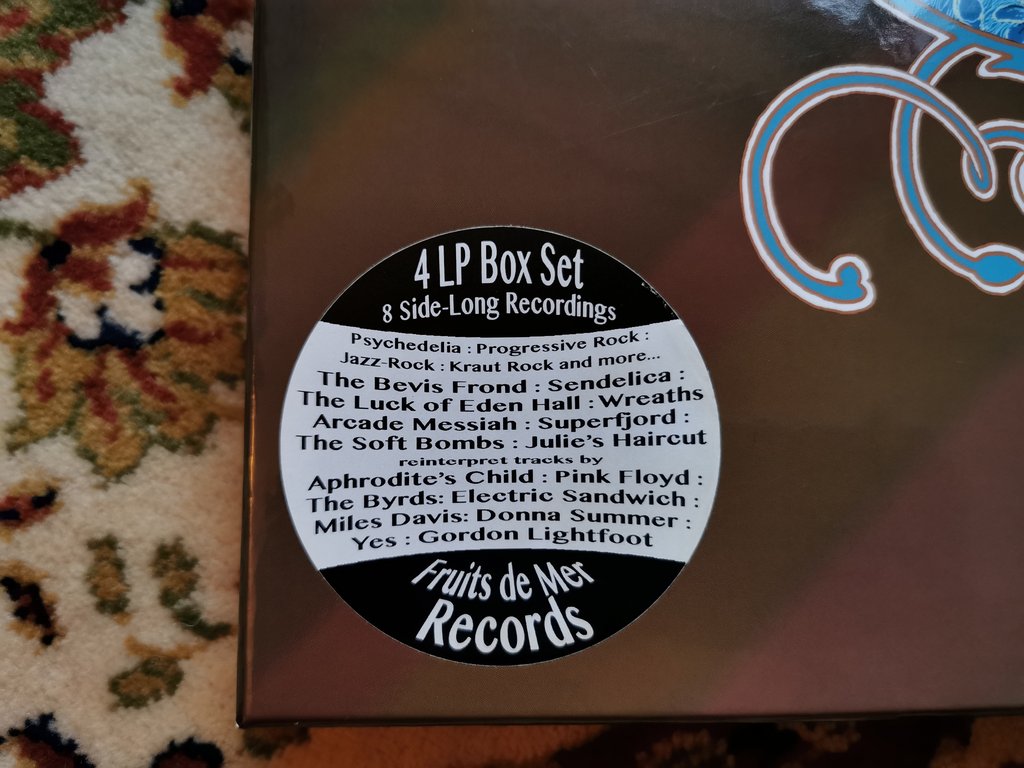 4 LP Box Set
8 Side-Long Recordings
Psychedelia : Progressive Rock :
Jazz-Rock : Kraut Rock and more...
The Bevis Frond : Sendelica :
The Luck of Eden Hall : Wreaths
Arcade Messiah : Superfjord :
The Soft Bombs : Julie's Haircut
reinterpret tracks by
Aphrodite's Child : Pink Floyd :
The Byrds: Electric Sandwich :
Miles Davis: Donna Summer :
Yes : Gordon Lightfoot
Fruits de Mer
Records